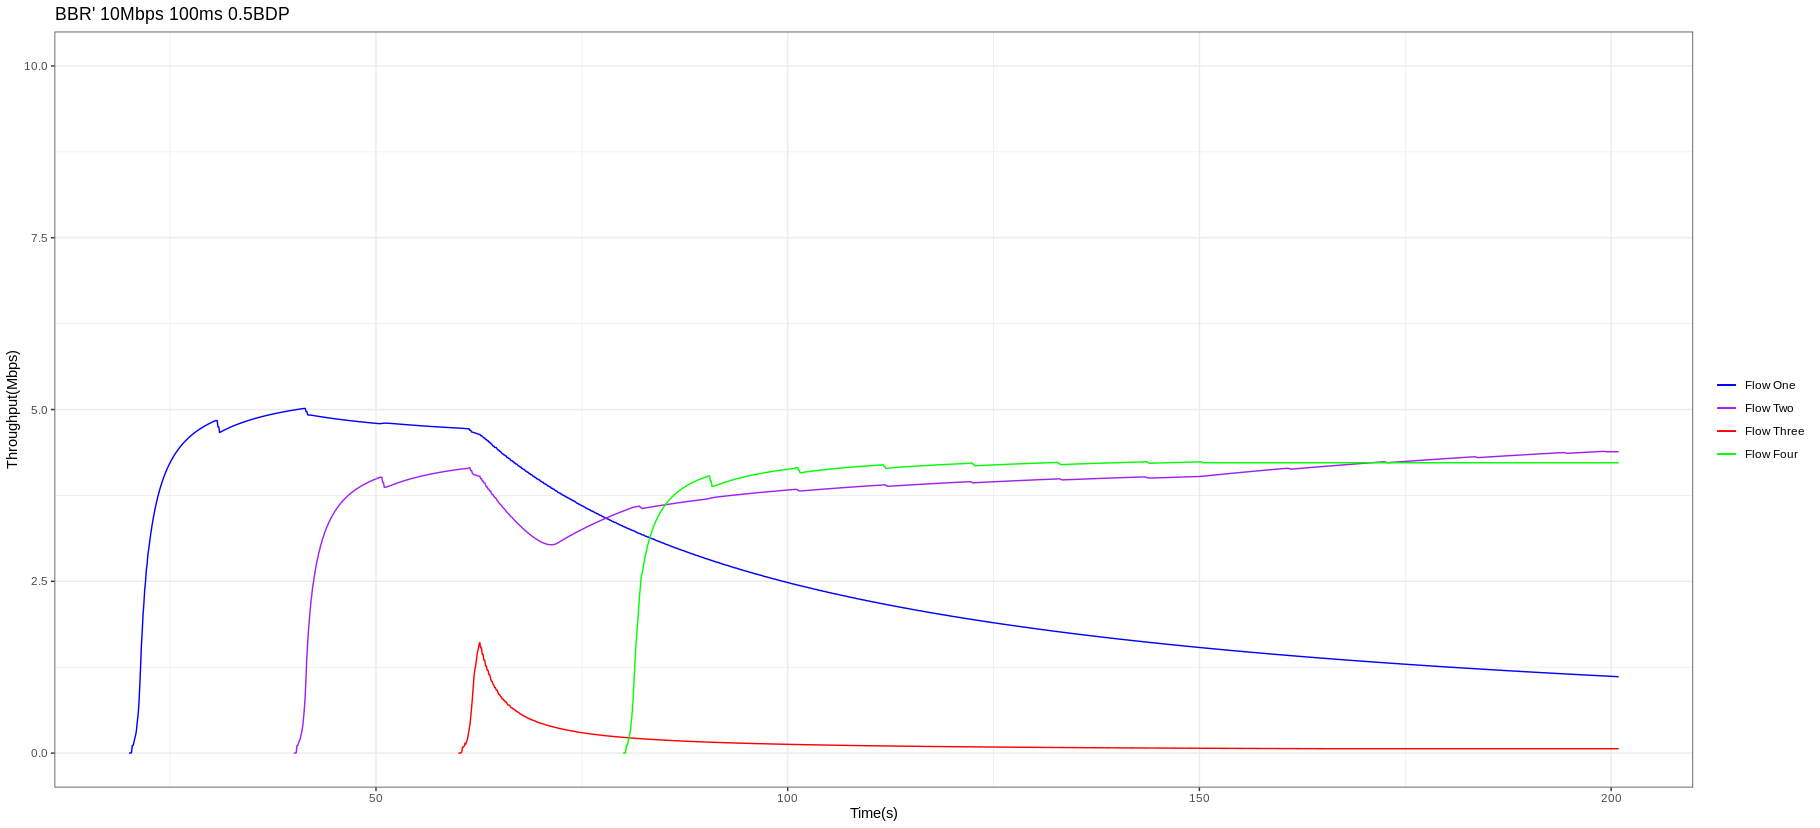 BBR' 10Mbps 100ms 0.5BDP
Throughput(Mbps)
10.0
7.5
5.0
2.5
0.0
50
100
150
200
Time(s)
Flow One
Flow Two
Flow Three
Flow Four